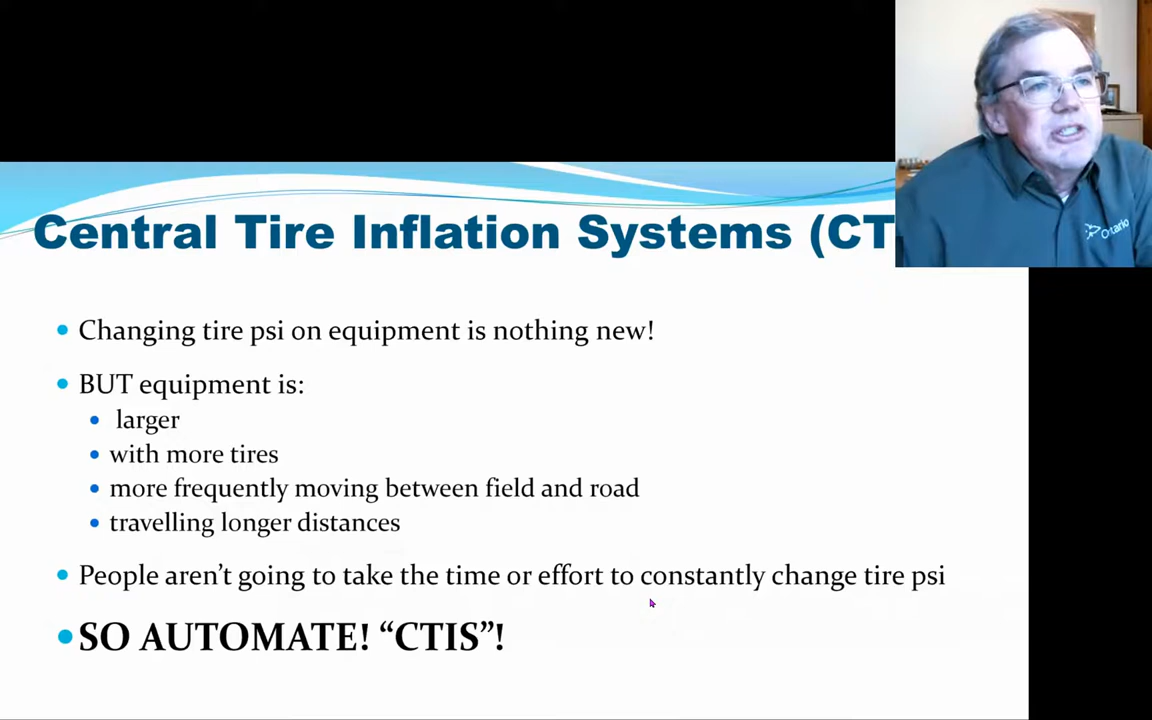 Central Tire Inflation Systems (CT
Changing tire psi on equipment is nothing new!
BUT equipment is:
larger
with more tires
more frequently moving between field and road
travelling longer distances
People aren't going to take the time or effort to constantly change tire psi
SO AUTOMATE! “CTIS”!
Ontario